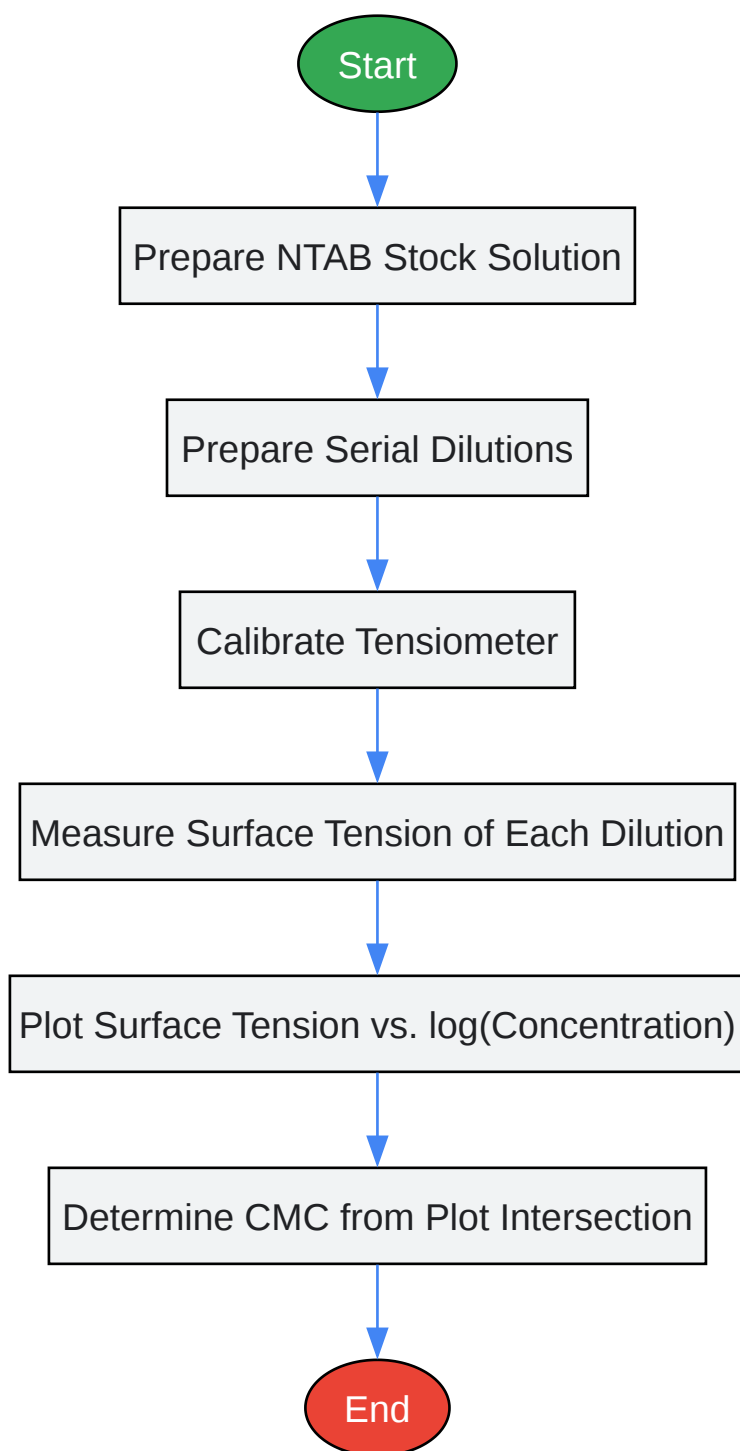 Start
Prepare NTAB Stock Solution
Prepare Serial Dilutions
Calibrate Tensiometer
Measure Surface Tension of Each Dilution
Plot Surface Tension vs. log(Concentration)
Determine CMC from Plot Intersection
End